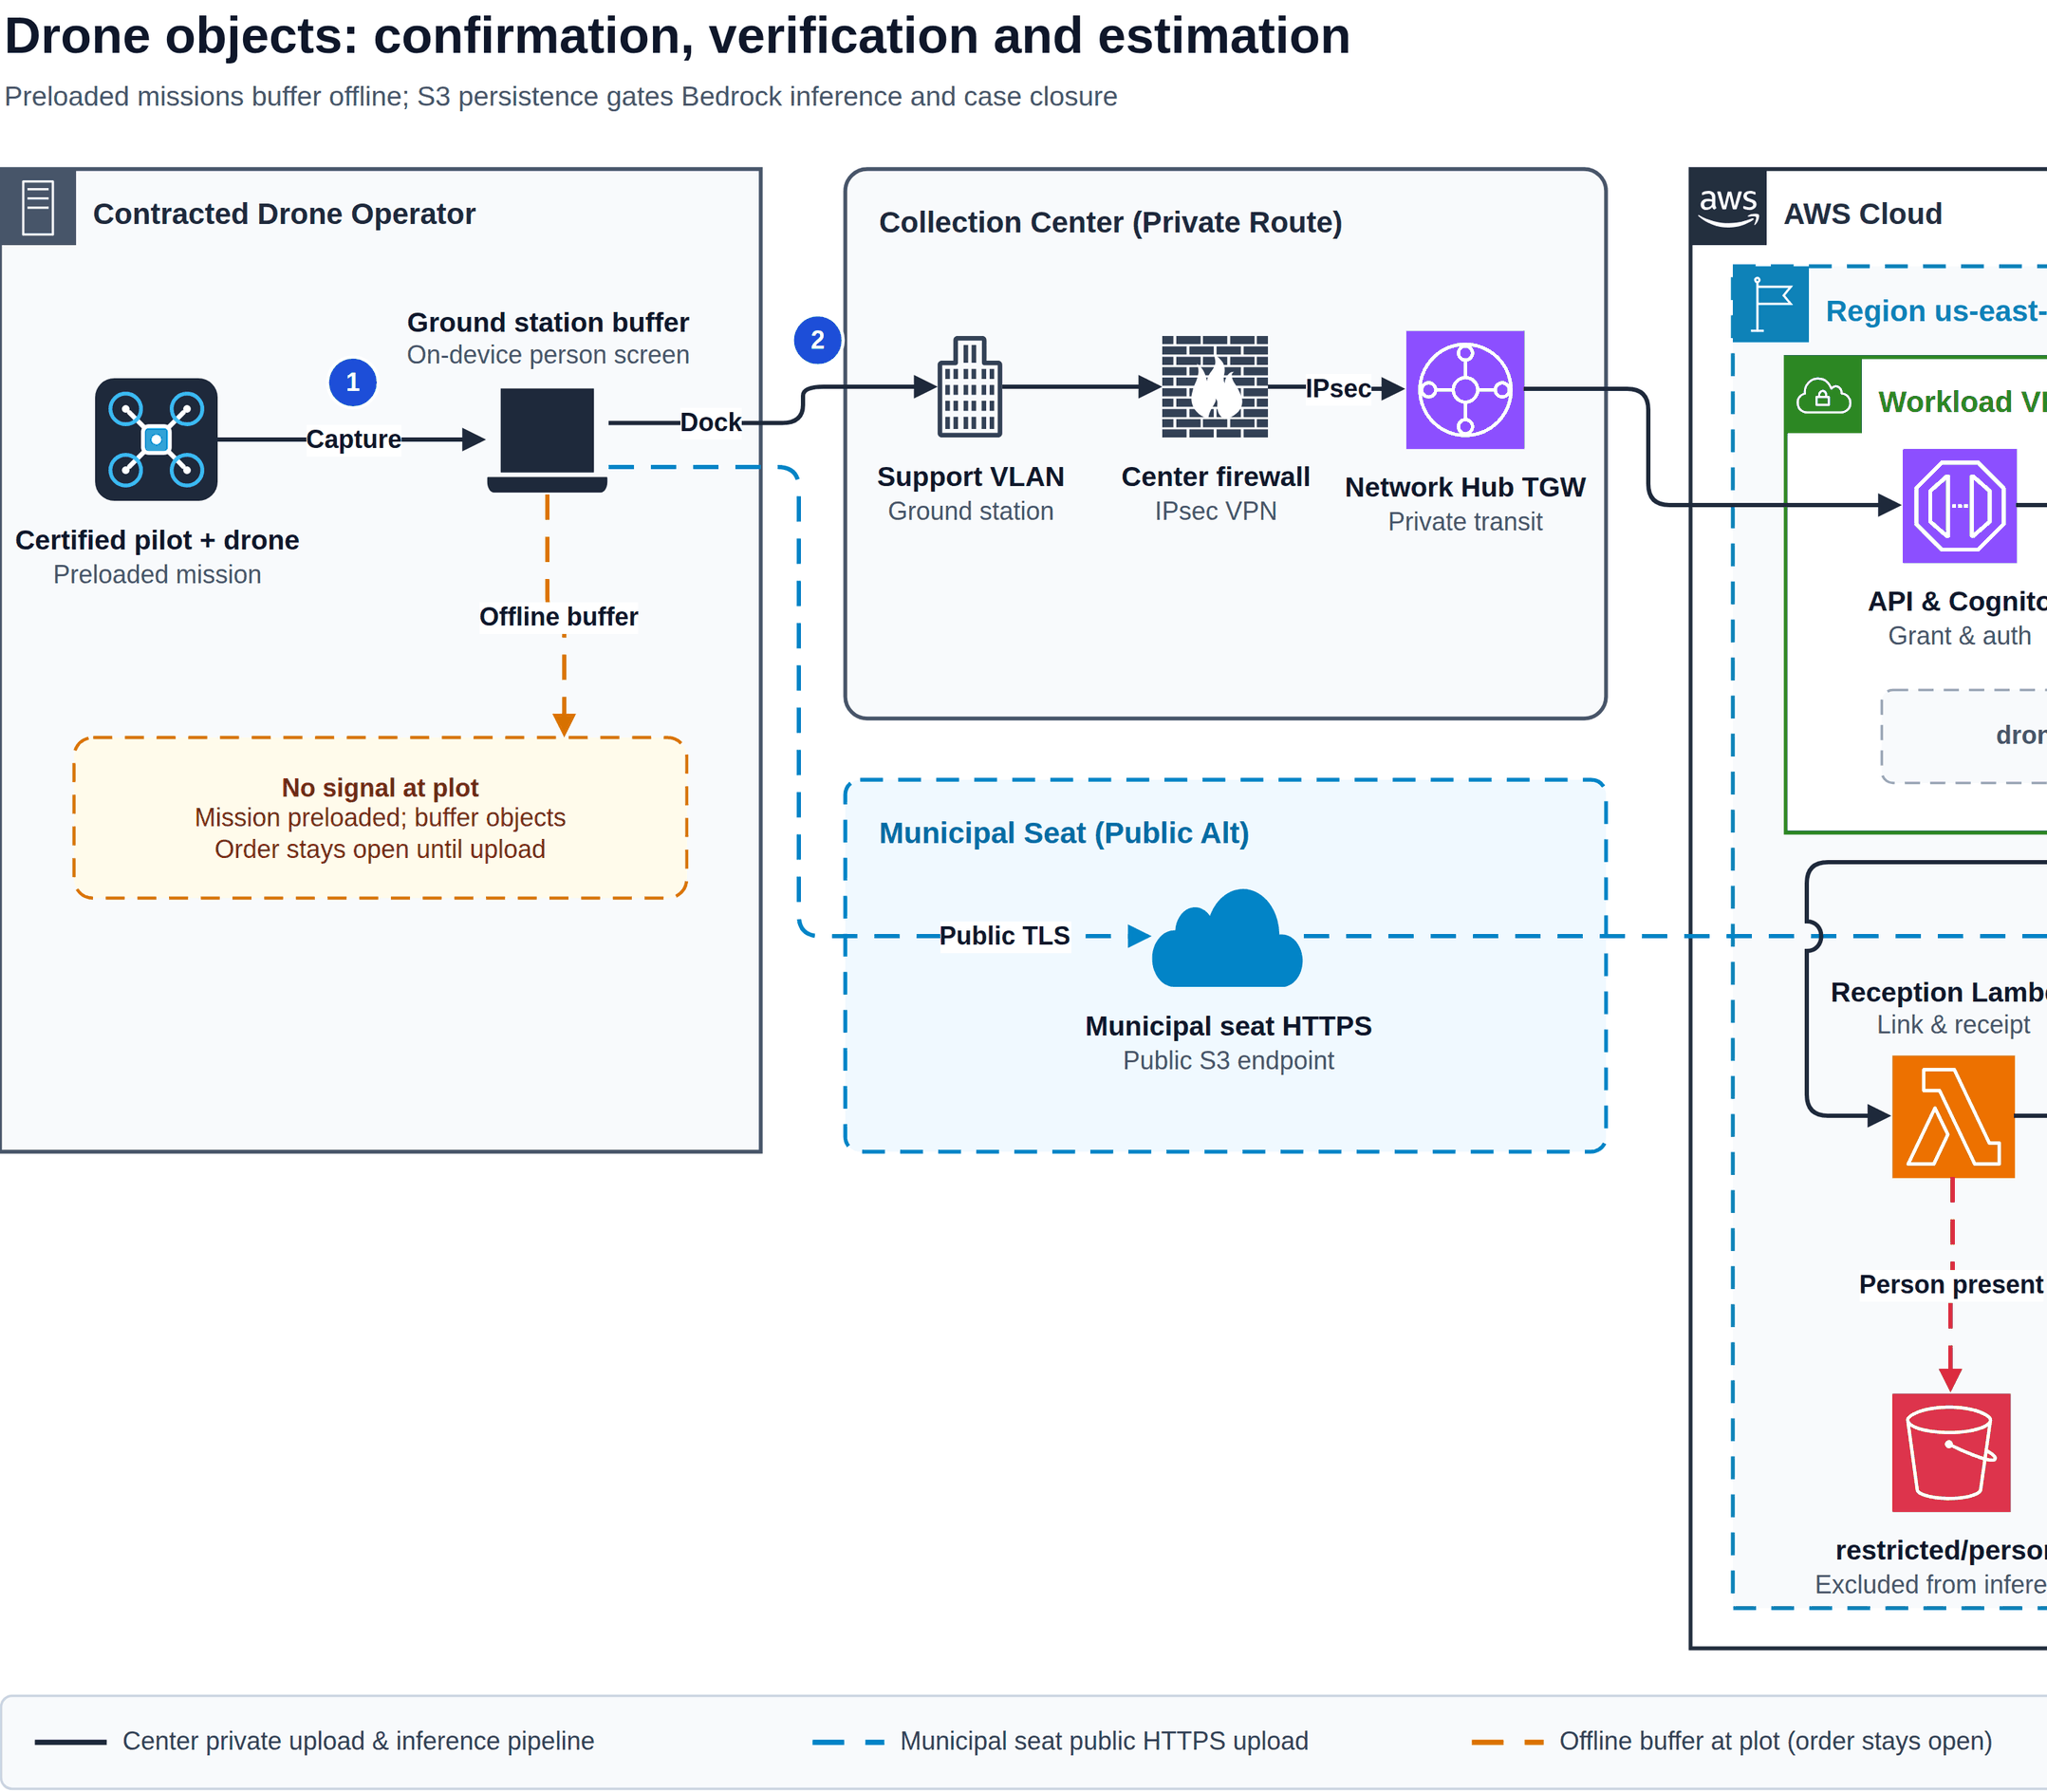 Drone objects: confirmation, verification and estimation
Preloaded missions buffer offline; S3 persistence gates Bedrock inference and case closure
Contracted Drone Operator
Ground station buffer
On-device person screen
1
Capture
Dock
Certified pilot + drone
Preloaded mission
Offline buffer
No signal at plot
Mission preloaded; buffer objects
Order stays open until upload
2
Collection Center (Private Route)
IPsec
Support VLAN
Ground station
Center firewall
IPsec VPN
Network Hub TGW
Private transit
Municipal Seat (Public Alt)
Public TLS
Municipal seat HTTPS
Public S3 endpoint
aws
AWS Cloud
Region us-east-
Workload
API & Cognito
Grant & auth
Reception
Link & receipt
Person present
Excluded from
Center private upload & inference pipeline
Municipal seat public HTTPS upload
Offline buffer at plot (order stays open)